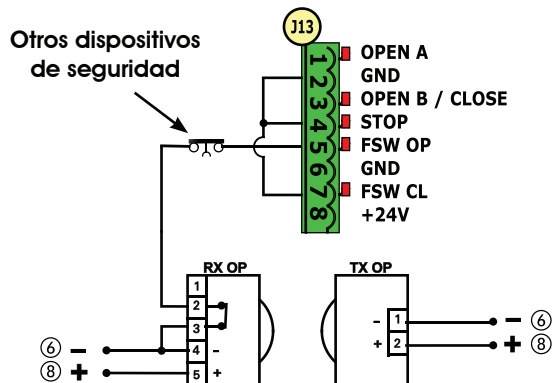 J13
Otros dispositivos
de seguridad
1 OPEN A
2 GND
3 OPEN B / CLOSE
4 STOP
5 FSW OP
6 GND
7 FSW CL
8 +24V
RX OP
TX OP
1
2
3
⑥ - 4 -
⑧ + 5 +
- 1 - ⑥
+ 2 + ⑧